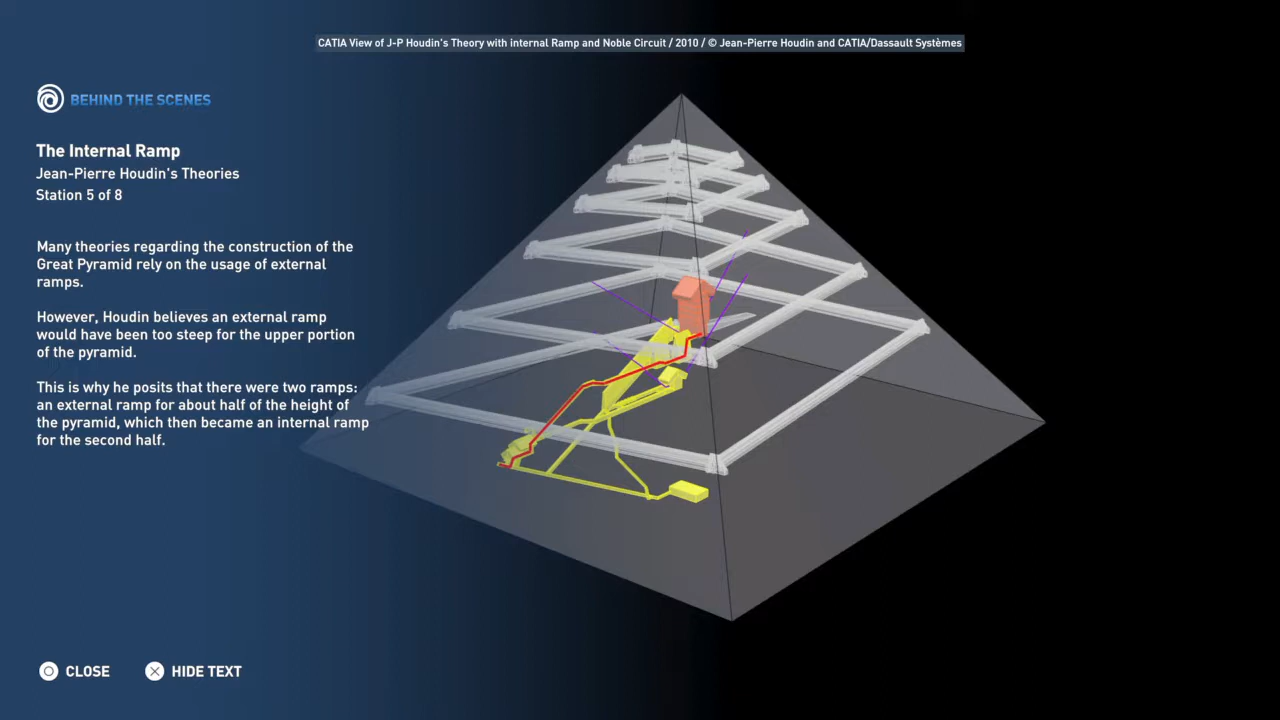 CATIA View of J-P Houdin's Theory with internal Ramp and Noble Circuit / 2010 / © Jean-Pierre Houdin and CATIA/Dassault Systèmes
BEHIND THE SCENES
The Internal Ramp
Jean-Pierre Houdin's Theories
Station 5 of 8
Many theories regarding the construction of the
Great Pyramid rely on the usage of external
ramps.
However, Houdin believes an external ramp
would have been too steep for the upper portion
of the pyramid.
This is why he posits that there were two ramps:
an external ramp for about half of the height of
the pyramid, which then became an internal ramp
for the second half.
CLOSE HIDE TEXT